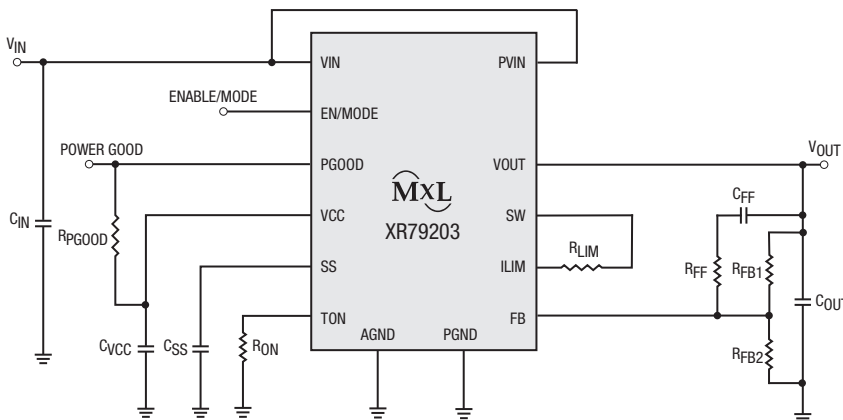 VIN
ENABLE/MODE
POWER GOOD
CIN
RPGOOD
CVCC
CSS
RON
VIN
EN/MODE
PGOOD
VCC
SS
TON
AGND
PGND
MxL
XR79203
PVIN
VOUT
SW
ILIM
FB
RLIM
VOUT
CFF
RFF
RFB1
RFB2
COUT